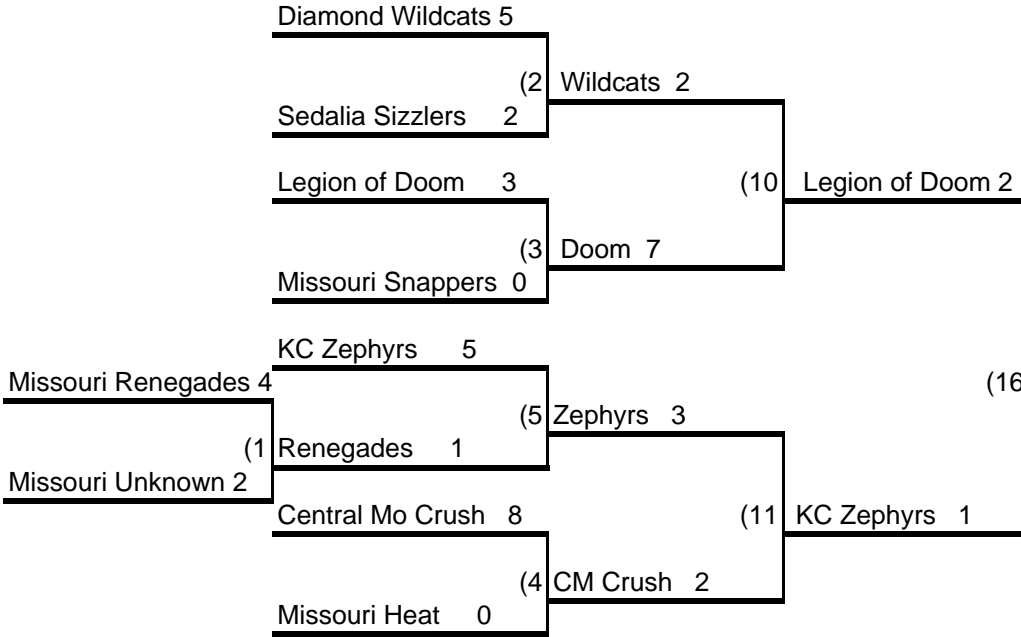 Diamond Wildcats 5
(2 Wildcats 2
Sedalia Sizzlers 2
Legion of Doom 3
(10 Legion of Doom 2
(3 Doom 7
Missouri Snappers 0
KC Zephyrs 5
Missouri Renegades 4
(16
(5 Zephyrs 3
(1 Renegades 1
Missouri Unknown 2
Central Mo Crush 8
(11 KC Zephyrs 1
(4 CM Crush 2
Missouri Heat 0